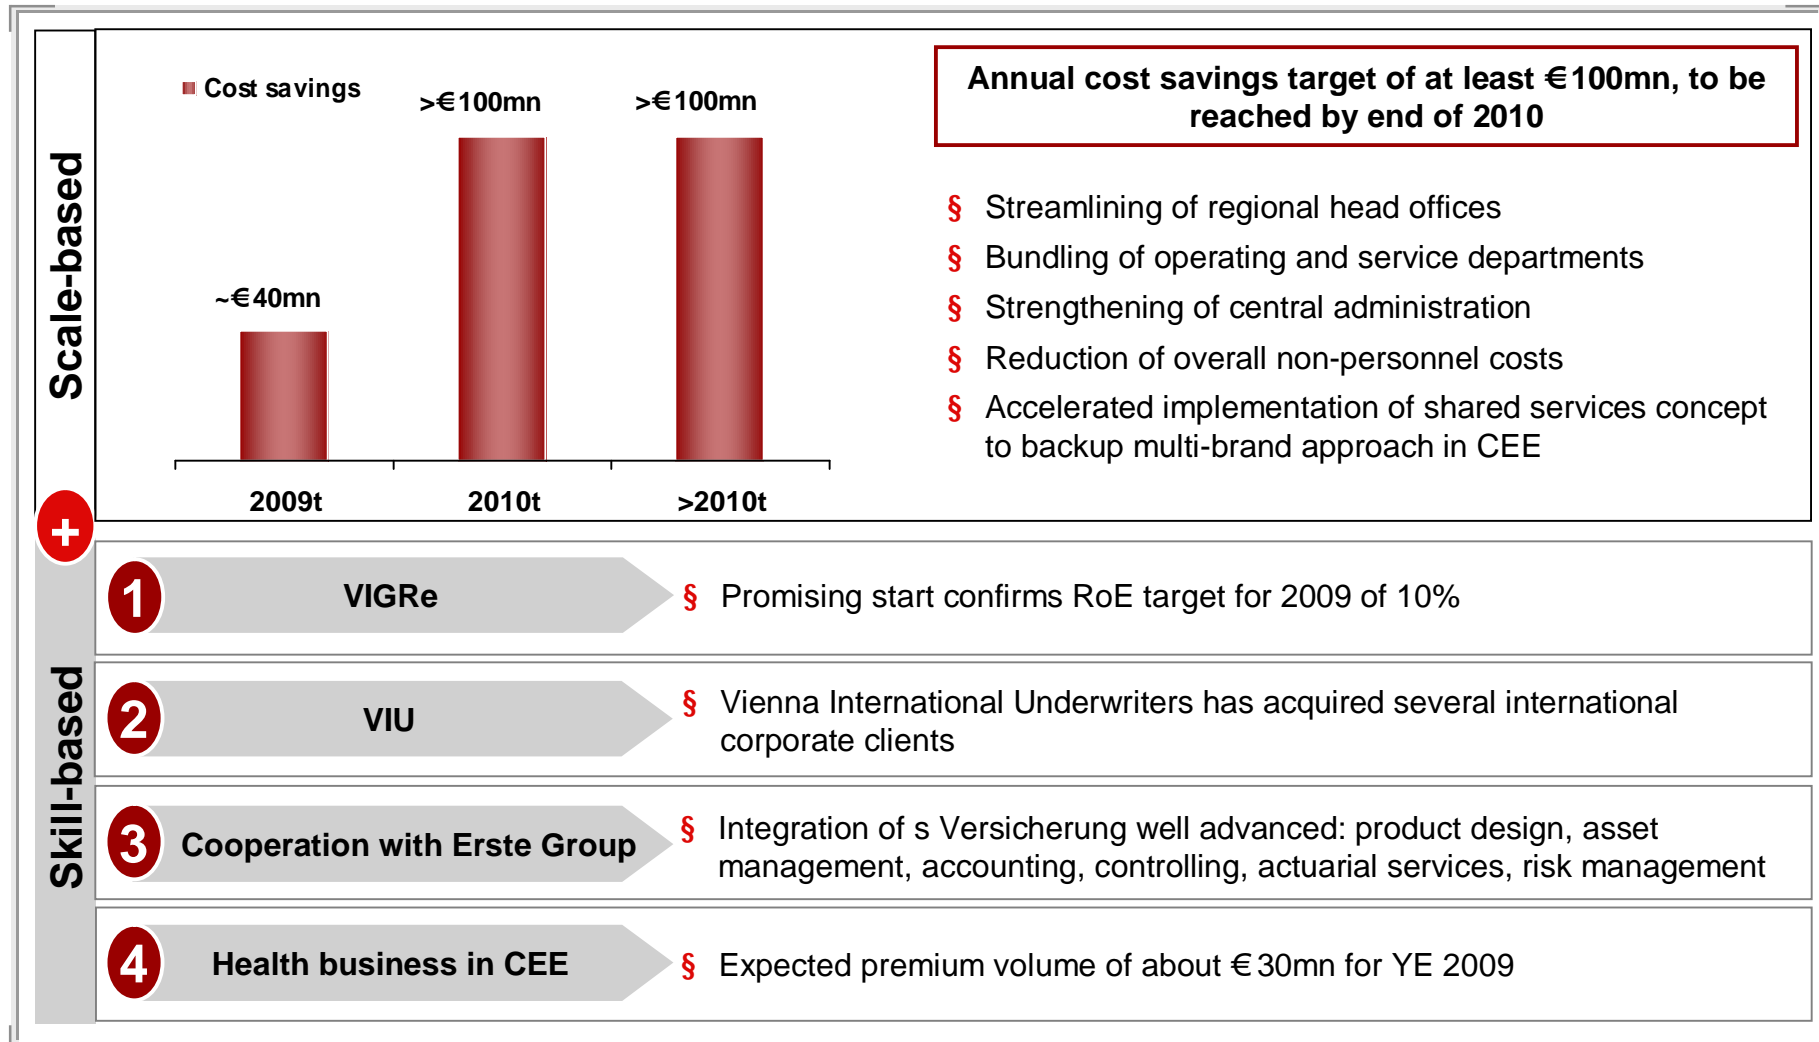 Scale-based
Cost savings
~€40mn
>€100mn
>€100mn
2009t
2010t
>2010t
Annual cost savings target of at least €100mn, to be
reached by end of 2010
§ Streamlining of regional head offices
§ Bundling of operating and service departments
§ Strengthening of central administration
§ Reduction of overall non-personnel costs
§ Accelerated implementation of shared services concept
to backup multi-brand approach in CEE
+
Skill-based
1 VIGRe
§ Promising start confirms RoE target for 2009 of 10%
2 VIU
§ Vienna International Underwriters has acquired several international
corporate clients
3 Cooperation with Erste Group
§ Integration of s Versicherung well advanced: product design, asset
management, accounting, controlling, actuarial services, risk management
4 Health business in CEE
§ Expected premium volume of about €30mn for YE 2009